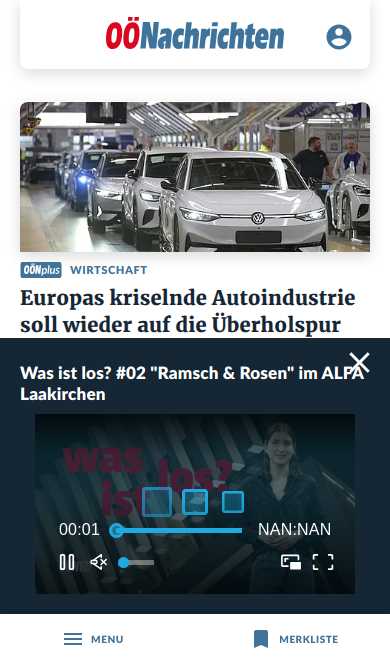 OÖNachrichten
OÖNplus WIRTSCHAFT
Europas kriselnde Autoindustrie
soll wieder auf die Überholspur
Was ist los? #02 "Ramsch & Rosen" im ALFA
Laakirchen
was
ist los?
00:01 NAN:NAN
MENU MERKLISTE